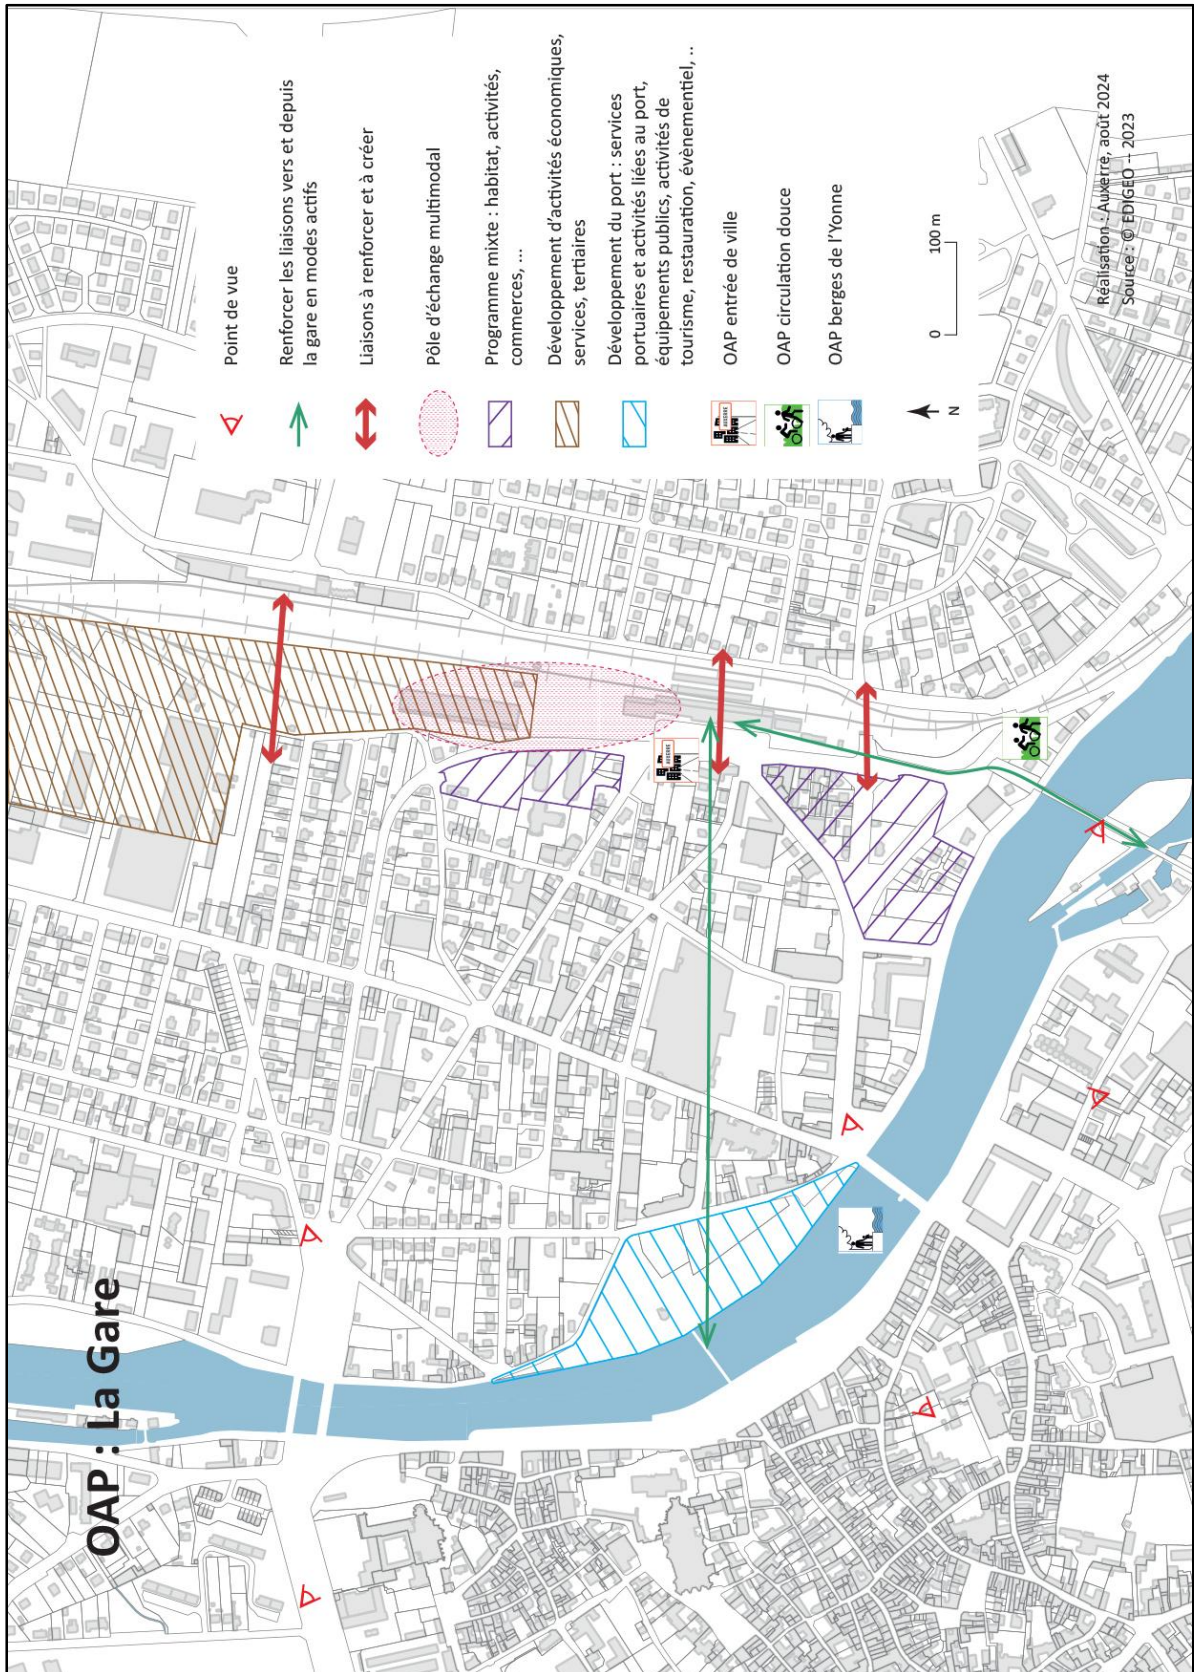 OAP : La Gare
Point de vue
Renforcer les liaisons vers et depuis
la gare en modes actifs
Liaisons à renforcer et à créer
Pôle d'échange multimodal
Programme mixte : habitat, activités,
commerces, ...
Développement d'activités économiques,
services, tertiaires
Développement du port : services
portuaires et activités liées au port,
équipements publics, activités de
tourisme, restauration, évènementiel, ..
AUXERRE
OAP entrée de ville
OAP circulation douce
OAP berges de l'Yonne
N
0 100 m
Réalisation : Auxerre, août 2024
Source : © EDIGEO -- 2023
AUXERRE